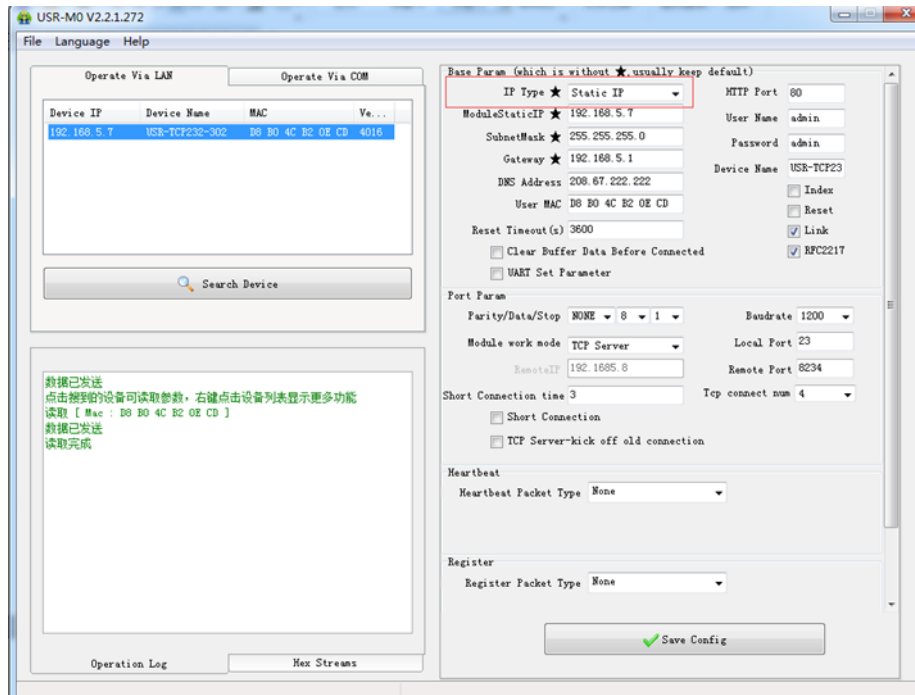 USR-M0 V2.2.1.272
File Language Help
Operate Via LAN Operate Via COM
Device IP Device Name MAC Ve...
192.168.5.7 USR-TCP232-302 D8 B0 4C B2 0E CD 4016
Search Device
数据已发送
点击搜到的设备可读取参数，右键点击设备列表显示更多功能
读取 [ Mac : D8 B0 4C B2 0E CD ]
数据已发送
读取完成
Operation Log Hex Streams
Base Param (which is without ★,usually keep default)
IP Type ★ Static IP HTTP Port 80
ModuleStaticIP ★ 192.168.5.7 User Name admin
SubnetMask ★ 255.255.255.0 Password admin
Gateway ★ 192.168.5.1 Device Name USR-TCP23
DNS Address 208.67.222.222 Index
User MAC D8 B0 4C B2 0E CD Reset
Reset Timeout(s) 3600 Link
Clear Buffer Data Before Connected RFC2217
UART Set Parameter
Port Param
Parity/Data/Stop NONE 8 1 Baudrate 1200
Module work mode TCP Server Local Port 23
RemoteIP 192.1685.8 Remote Port 8234
Short Connection time 3 Tcp connect num 4
Short Connection
TCP Server-kick off old connection
Heartbeat
Heartbeat Packet Type None
Register
Register Packet Type None
Save Config